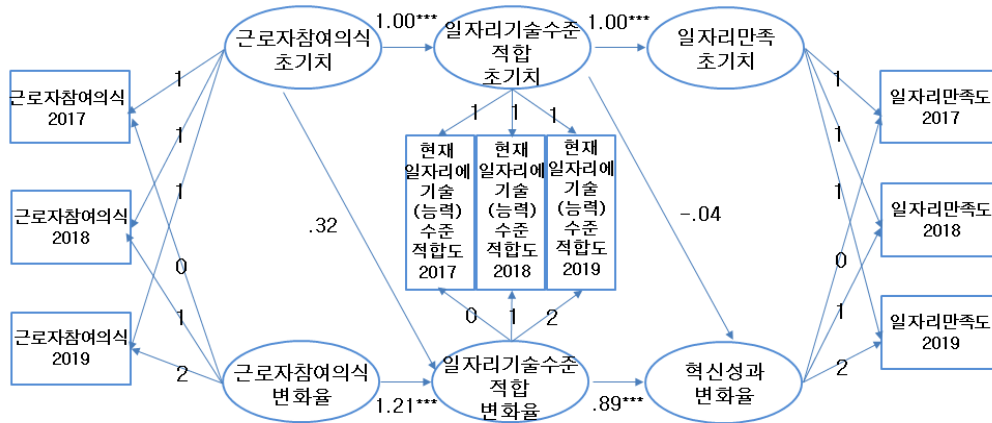 1.00***
1.00***
근로자참여의식
초기치
일자리기술수준
적합
초기치
일자리만족
초기치
근로자참여의식
2017
근로자참여의식
2018
근로자참여의식
2019
1
1
1
0
1
2
.32
1
1
1
현재
일자리에
기술
(능력)
수준
적합도
2017
현재
일자리에
기술
(능력)
수준
적합도
2018
현재
일자리에
기술
(능력)
수준
적합도
2019
0
1
2
-.04
1
1
1
0
1
2
일자리만족도
2017
일자리만족도
2018
일자리만족도
2019
근로자참여의식
변화율
1.21***
일자리기술수준
적합
변화율
.89***
혁신성과
변화율